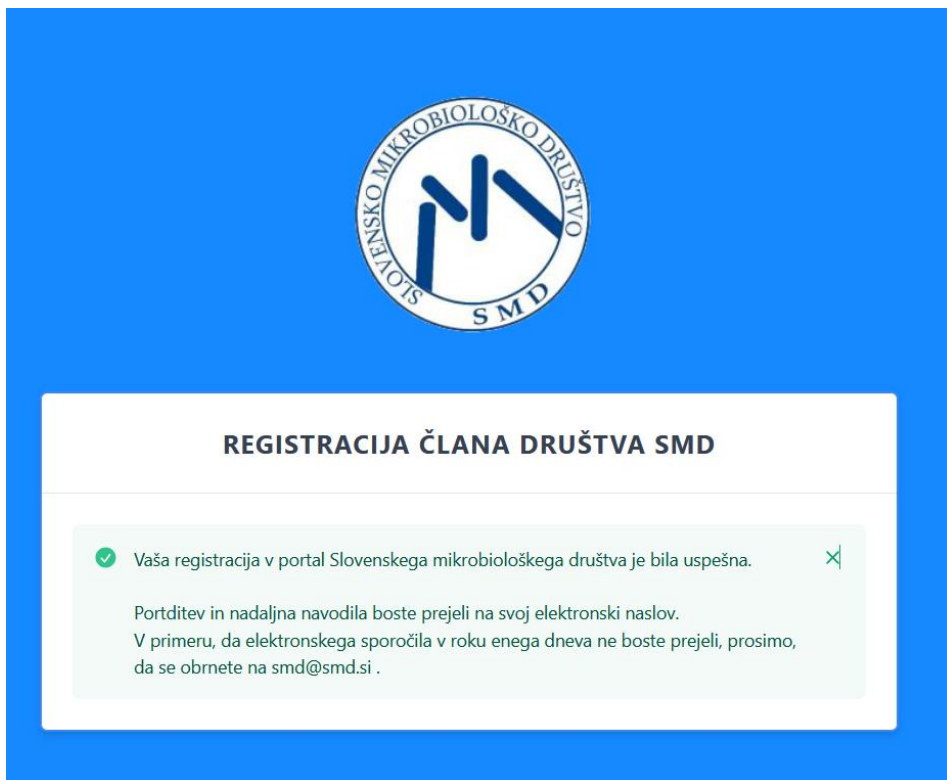 SLOVENSKO MIKROBIOLOŠKO DRUŠTVO
SMD
REGISTRACIJA ČLANA DRUŠTVA SMD
Vaša registracija v portal Slovenskega mikrobiološkega društva je bila uspešna.
Portditev in nadaljna navodila boste prejeli na svoj elektronski naslov.
V primeru, da elektronskega sporočila v roku enega dneva ne boste prejeli, prosimo,
da se obrnete na smd@smd.si .